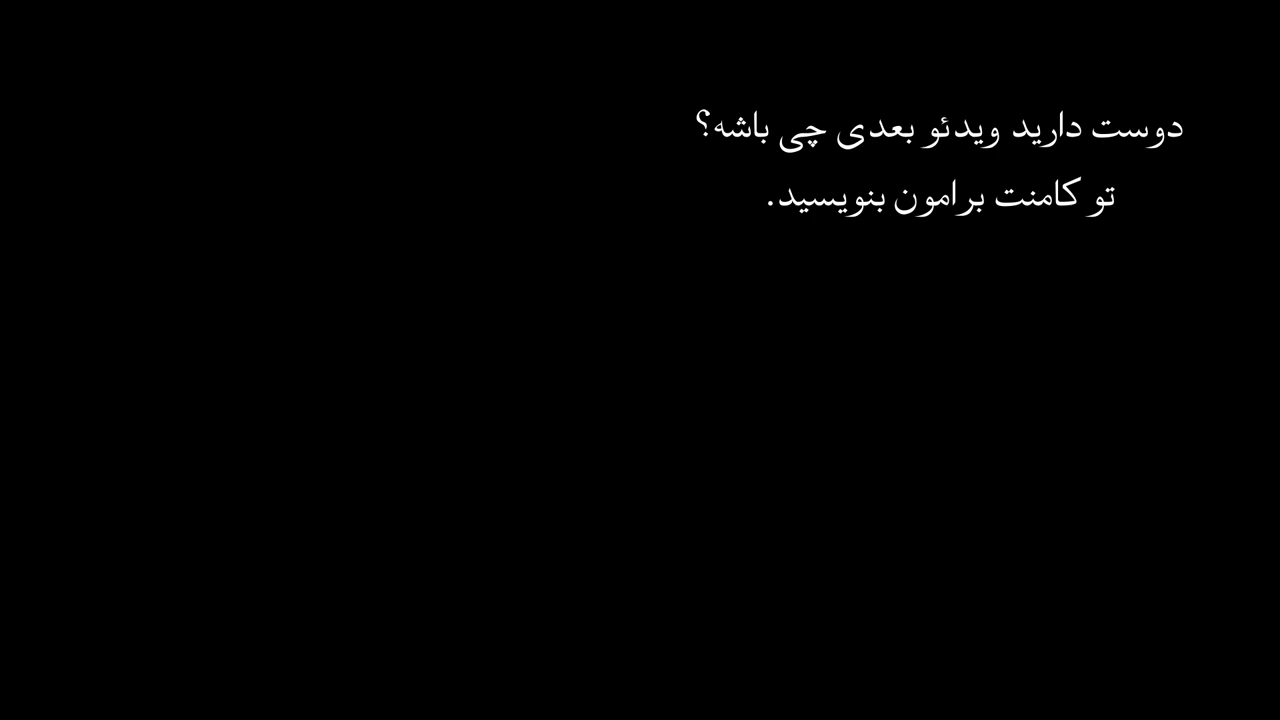 دوست دارید ویدئو بعدی چی باشه؟
تو کامنت برامون بنویسید.